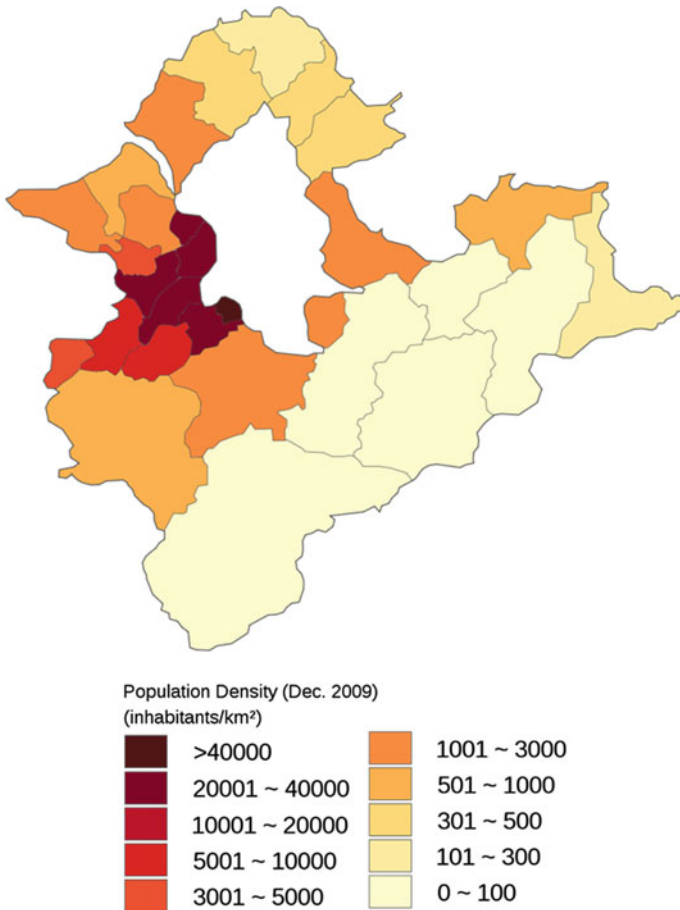 Population Density (Dec. 2009)
(inhabitants/km²)
>40000
20001 ~ 40000
10001 ~ 20000
5001 ~ 10000
3001 ~ 5000
1001 ~ 3000
501 ~ 1000
301 ~ 500
101 ~ 300
0 ~ 100